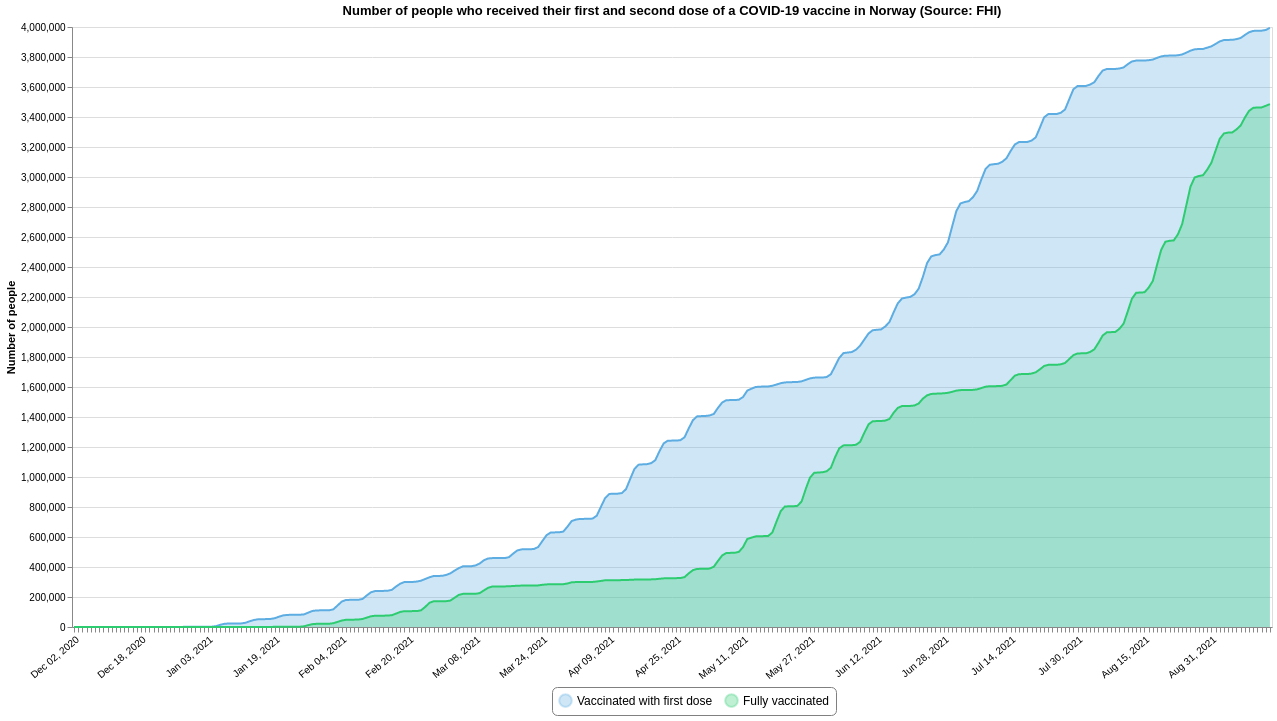 Number of people who received their first and second dose of a COVID-19 vaccine in Norway (Source: FHI)
Number of people
4,000,000
3,800,000
3,600,000
3,400,000
3,200,000
3,000,000
2,800,000
2,600,000
2,400,000
2,200,000
2,000,000
1,800,000
1,600,000
1,400,000
1,200,000
1,000,000
800,000
600,000
400,000
200,000
0
Dec 02, 2020
Dec 18, 2020
Jan 03, 2021
Jan 19, 2021
Feb 04, 2021
Feb 20, 2021
Mar 08, 2021
Mar 24, 2021
Apr 09, 2021
Apr 25, 2021
May 11, 2021
May 27, 2021
Jun 12, 2021
Jun 28, 2021
Jul 14, 2021
Jul 30, 2021
Aug 15, 2021
Aug 31, 2021
Vaccinated with first dose
Fully vaccinated